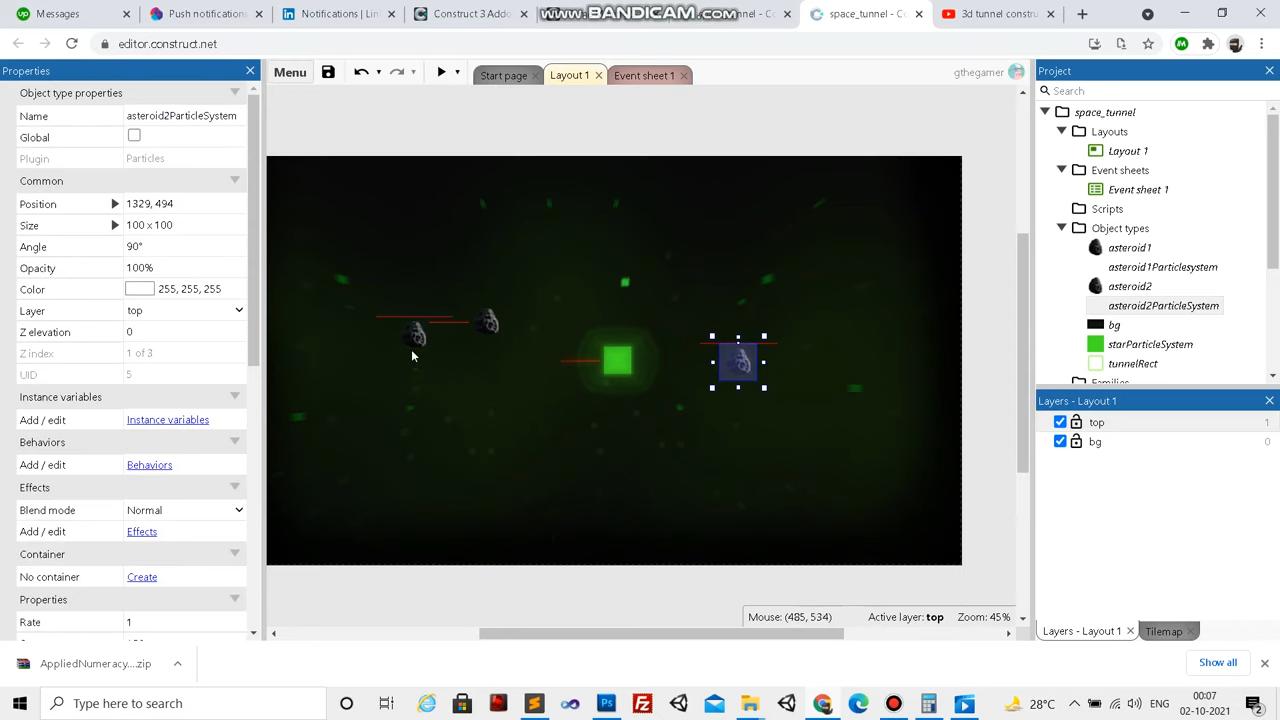 Messages
Pushnotifications
Notifications | Lin
Construct 3 Addo
WWW.BANDICAM.COM
nnel - Co
space_tunnel - Co
3d tunnel constru
editor.construct.net
Properties
Menu
Start page
Layout 1
Event sheet 1
gthegamer
Project
Object type properties
Name asteroid2ParticleSystem
Global
Plugin Particles
Common
Position 1329, 494
Size 100 x 100
Angle 90°
Opacity 100%
Color 255, 255, 255
Layer top
Z elevation 0
Z index 1 of 3
UID 5
Instance variables
Add / edit Instance variables
Behaviors
Add / edit Behaviors
Effects
Blend mode Normal
Add / edit Effects
Container
No container Create
Properties
Rate 1
Mouse: (485, 534) Active layer: top Zoom: 45%
Search
space_tunnel
Layouts
Layout 1
Event sheets
Event sheet 1
Scripts
Object types
asteroid1
asteroid1Particlesystem
asteroid2
asteroid2ParticleSystem
bg
starParticleSystem
tunnelRect
Families
Layers - Layout 1
top 1
bg 0
Layers - Layout 1
Tilemap
AppliedNumeracy....zip
Show all
Type here to search
28°C
ENG
00:07
02-10-2021
2